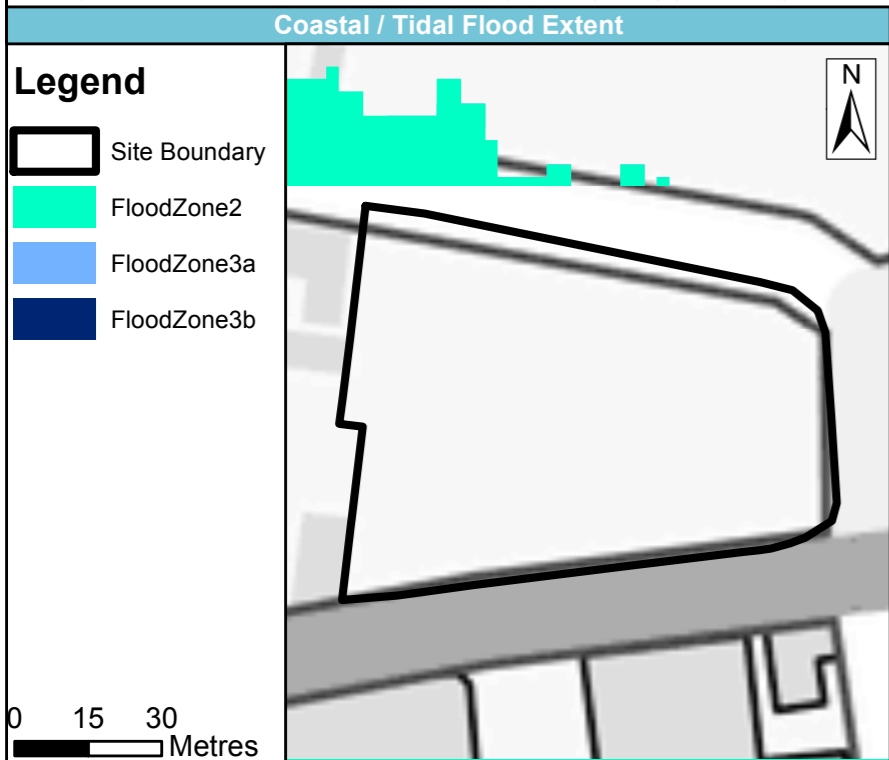 Coastal / Tidal Flood Extent
Legend
Site Boundary
FloodZone2
FloodZone3a
FloodZone3b
0 15 30
Metres
N